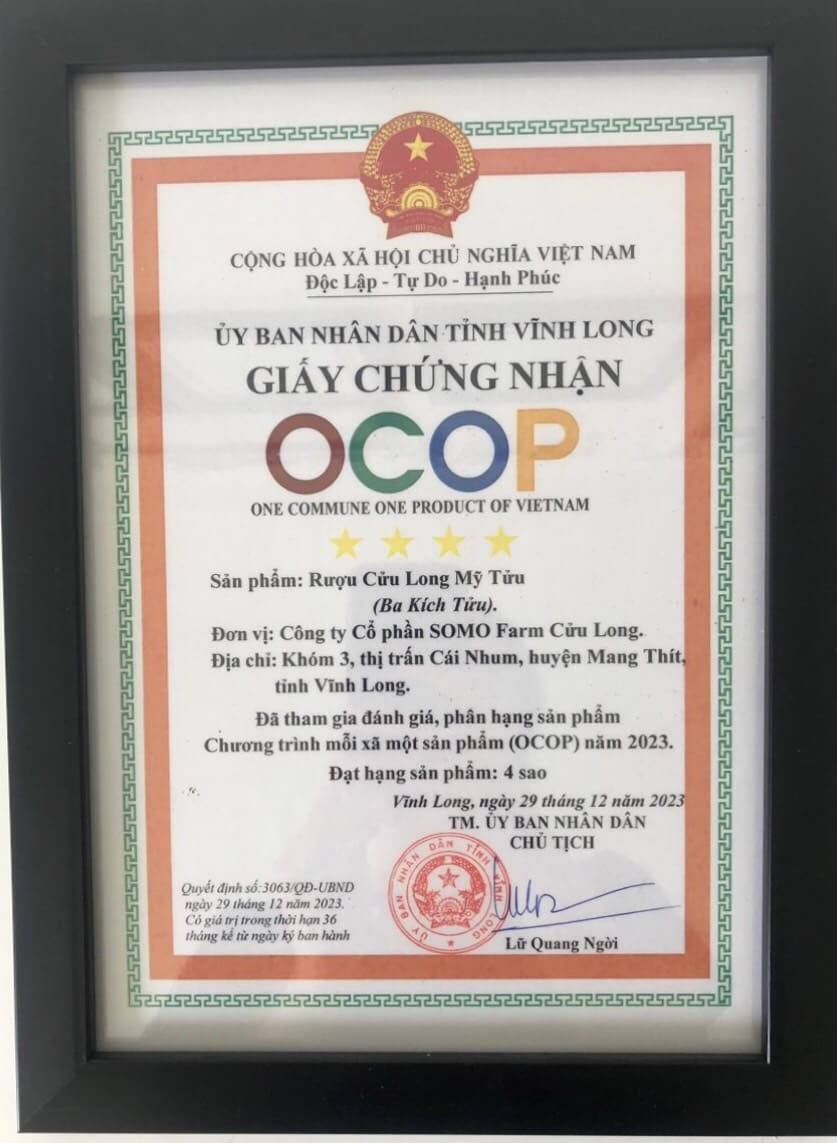 CỘNG HÒA XÃ HỘI CHỦ NGHĨA VIỆT NAM
Độc Lập - Tự Do - Hạnh Phúc
ỦY BAN NHÂN DÂN TỈNH VĨNH LONG
GIẤY CHỨNG NHẬN
OCOP
ONE COMMUNE ONE PRODUCT OF VIETNAM
Sản phẩm: Rượu Cửu Long Mỹ Tửu
(Ba Kích Tửu).
Đơn vị: Công ty Cổ phần SOMO Farm Cửu Long.
Địa chỉ: Khóm 3, thị trấn Cái Nhum, huyện Mang Thít,
tỉnh Vĩnh Long.
Đã tham gia đánh giá, phân hạng sản phẩm
Chương trình mỗi xã một sản phẩm (OCOP) năm 2023.
Đạt hạng sản phẩm: 4 sao
Vĩnh Long, ngày 29 tháng 12 năm 2023
TM. ỦY BAN NHÂN DÂN
CHỦ TỊCH
Quyết định số:3063/QĐ-UBND
ngày 29 tháng 12 năm 2023.
Có giá trị trong thời hạn 36
tháng kể từ ngày ký ban hành
ỦY BAN NHÂN DÂN TỈNH VĨNH LONG
Lữ Quang Ngời